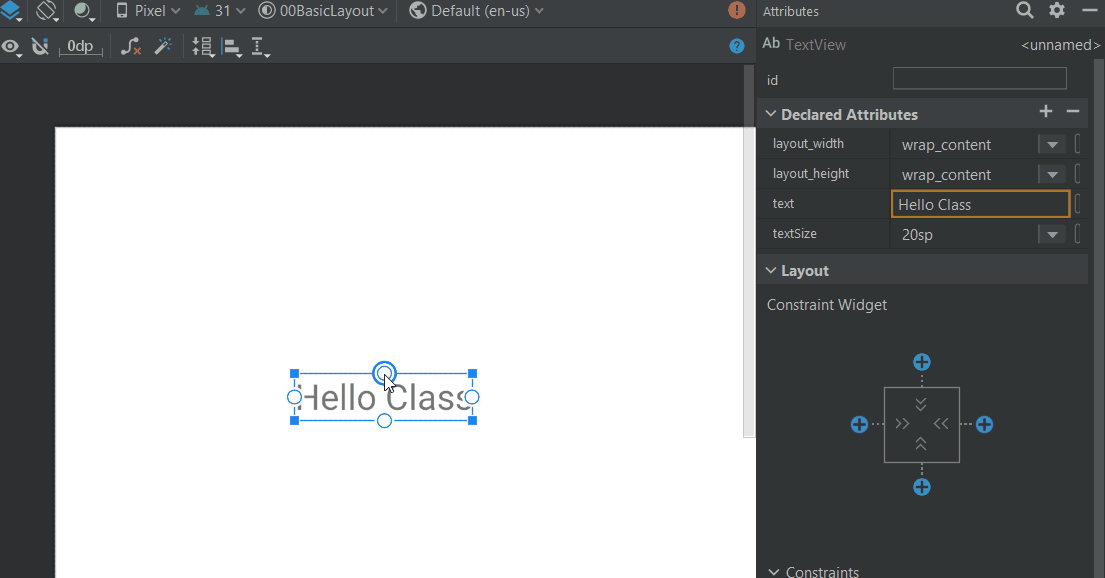 Pixel 31 00BasicLayout Default (en-us)
0dp
Attributes
Ab TextView <unnamed>
id
Declared Attributes
layout_width wrap_content
layout_height wrap_content
text Hello Class
textSize 20sp
Layout
Constraint Widget
Hello Class
Constraints